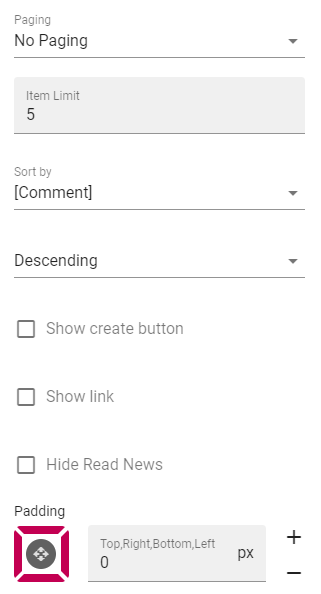 Paging
No Paging
Item Limit
5
Sort by
[Comment]
Descending
Show create button
Show link
Hide Read News
Padding
Top,Right,Bottom,Left
0
px